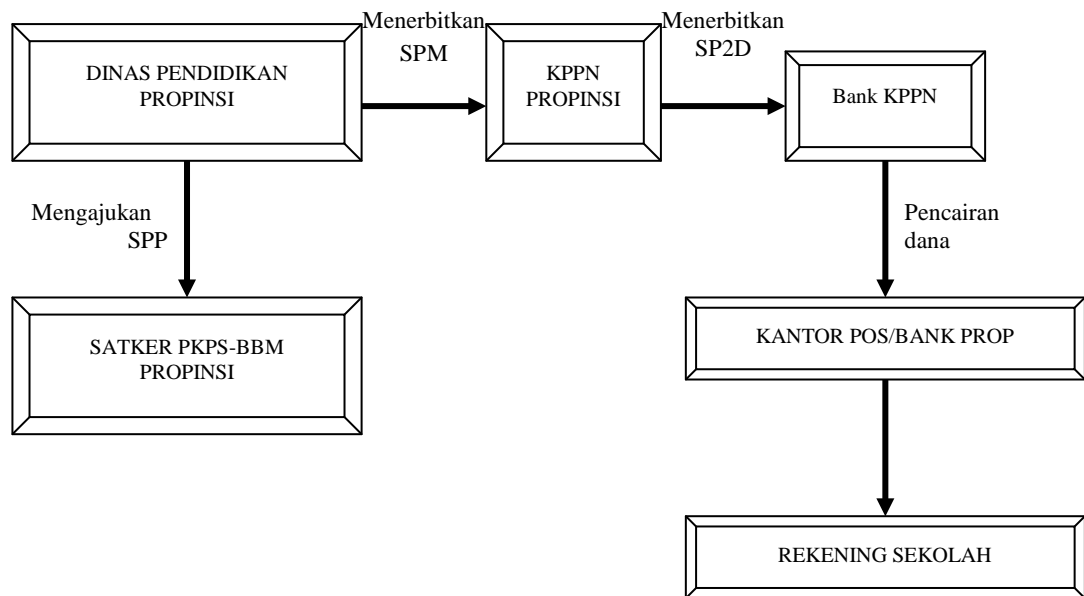 Menerbitkan
SPM
Menerbitkan
SP2D
DINAS PENDIDIKAN
PROPINSI
KPPN
PROPINSI
Bank KPPN
Mengajukan
SPP
Pencairan
dana
SATKER PKPS-BBM
PROPINSI
KANTOR POS/BANK PROP
REKENING SEKOLAH